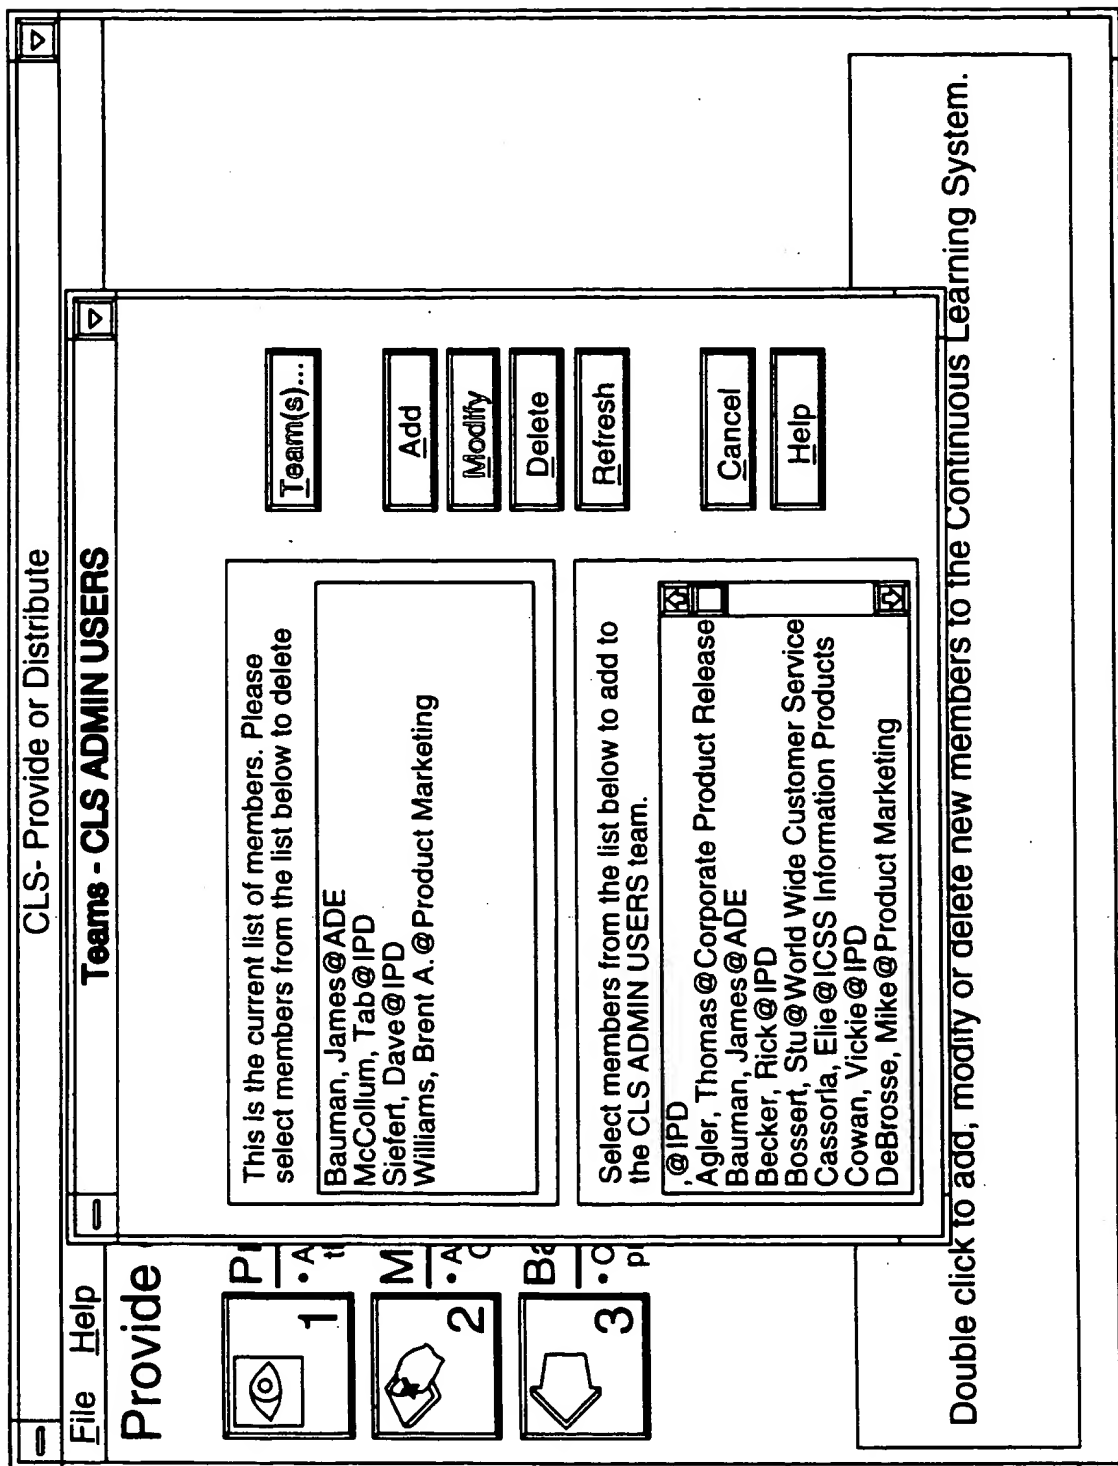 CLS- Provide or Distribute
File Help
Provide
1
P
• A
ti
2
M
• A
C
3
Ba
• C
p
Teams - CLS ADMIN USERS
This is the current list of members. Please
select members from the list below to delete
Bauman, James@ADE
McCollum, Tab@IPD
Siefert, Dave@IPD
Williams, Brent A.@Product Marketing
Select members from the list below to add to
the CLS ADMIN USERS team.
,@IPD
Agler, Thomas@Corporate Product Release
Bauman, James@ADE
Becker, Rick@IPD
Bossert, Stu@World Wide Customer Service
Cassorla, Elie@ICSS Information Products
Cowan, Vickie@IPD
DeBrosse, Mike@Product Marketing
Team(s)...
Add
Modify
Delete
Refresh
Cancel
Help
Double click to add, modify or delete new members to the Continuous Learning System.